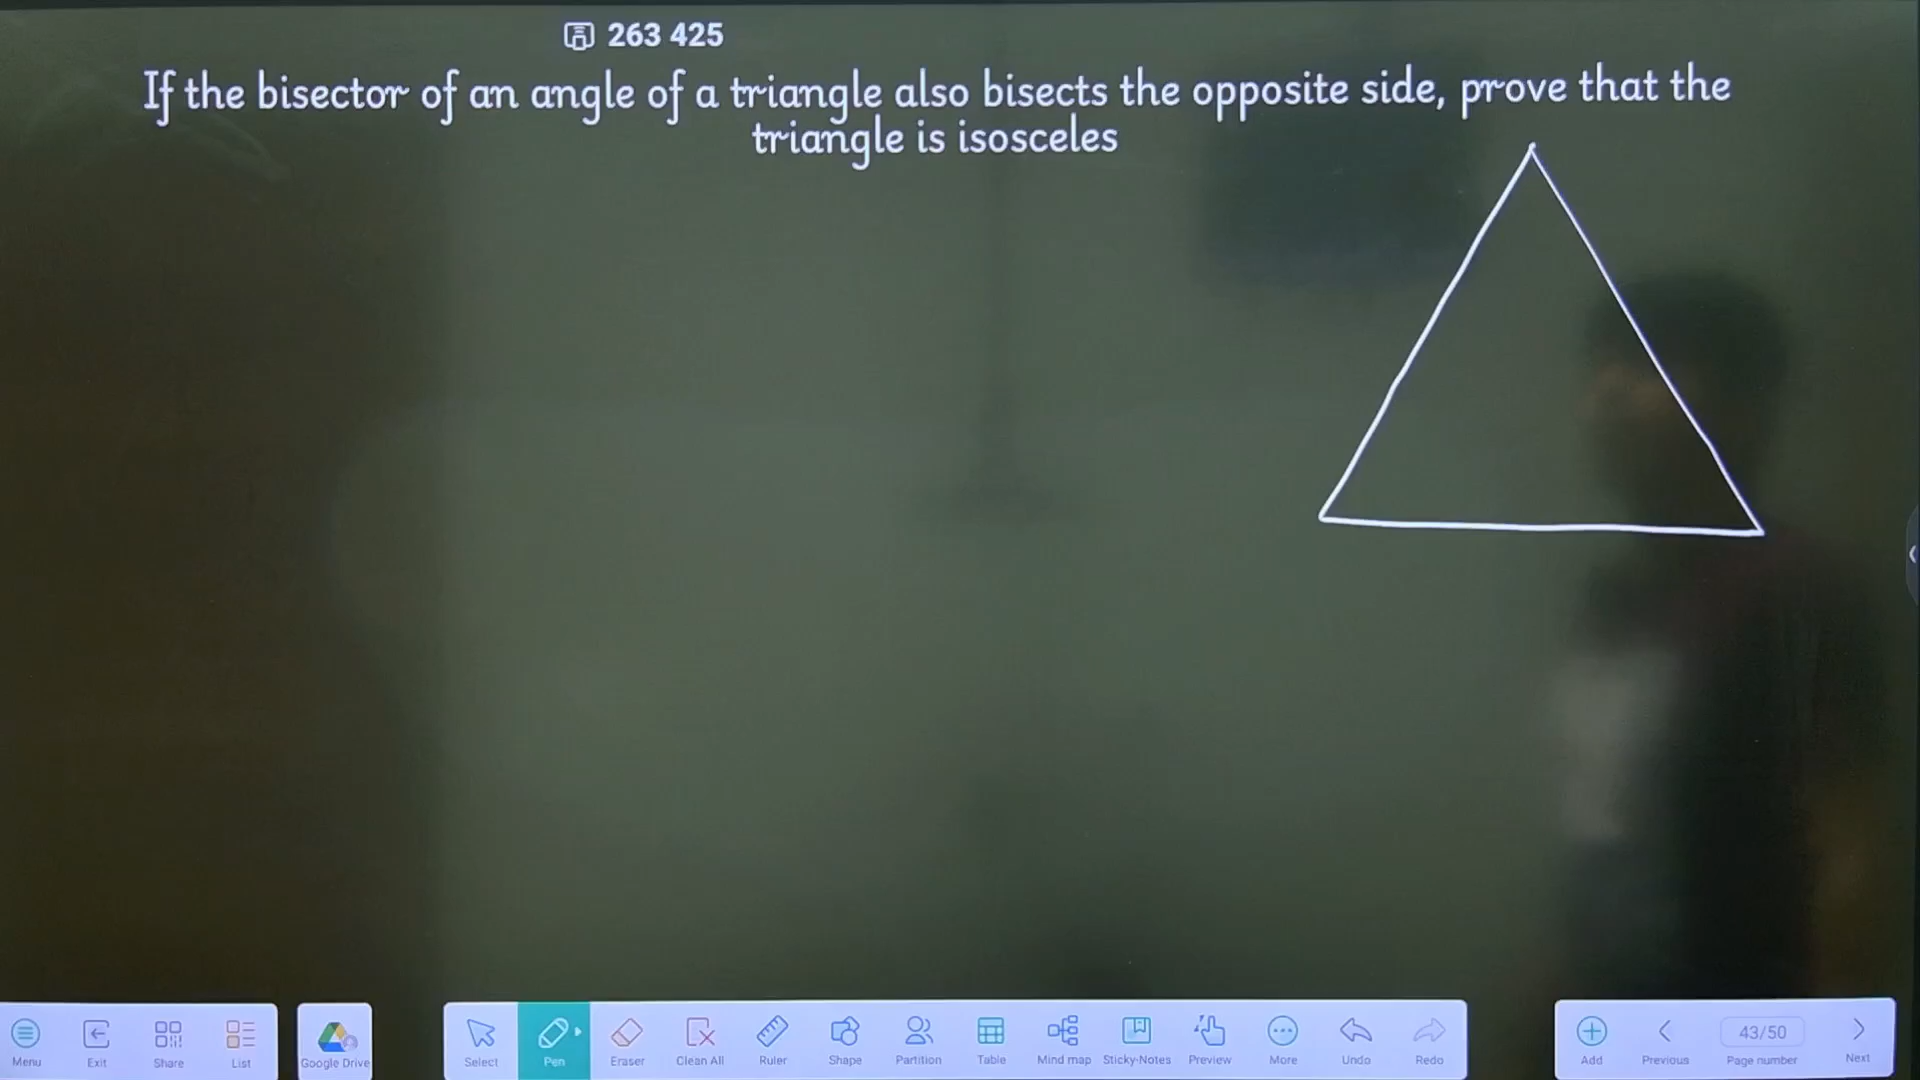 263 425
If the bisector of an angle of a triangle also bisects the opposite side, prove that the
triangle is isosceles
Menu
Exit
Share
List
Google Drive
Select
Pen
Eraser
Clean All
Ruler
Shape
Partition
Table
Mind map
Sticky-Notes
Preview
More
Undo
Redo
Add
Previous
43/50
Page number
Next